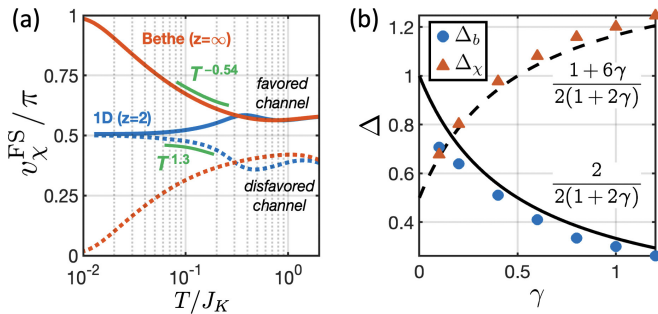 (a)
v_χ^FS / π
1
0.75
0.5
0.25
0
Bethe (z=∞)
T^−0.54
favored
channel
1D (z=2)
T^1.3
disfavored
channel
10^-2
10^-1
10^0
T/J_K
(b)
Δ
1.2
1
0.8
0.6
0.4
Δ_b
Δ_χ
1+6γ
2(1+2γ)
2
2(1+2γ)
0
0.5
1
γ